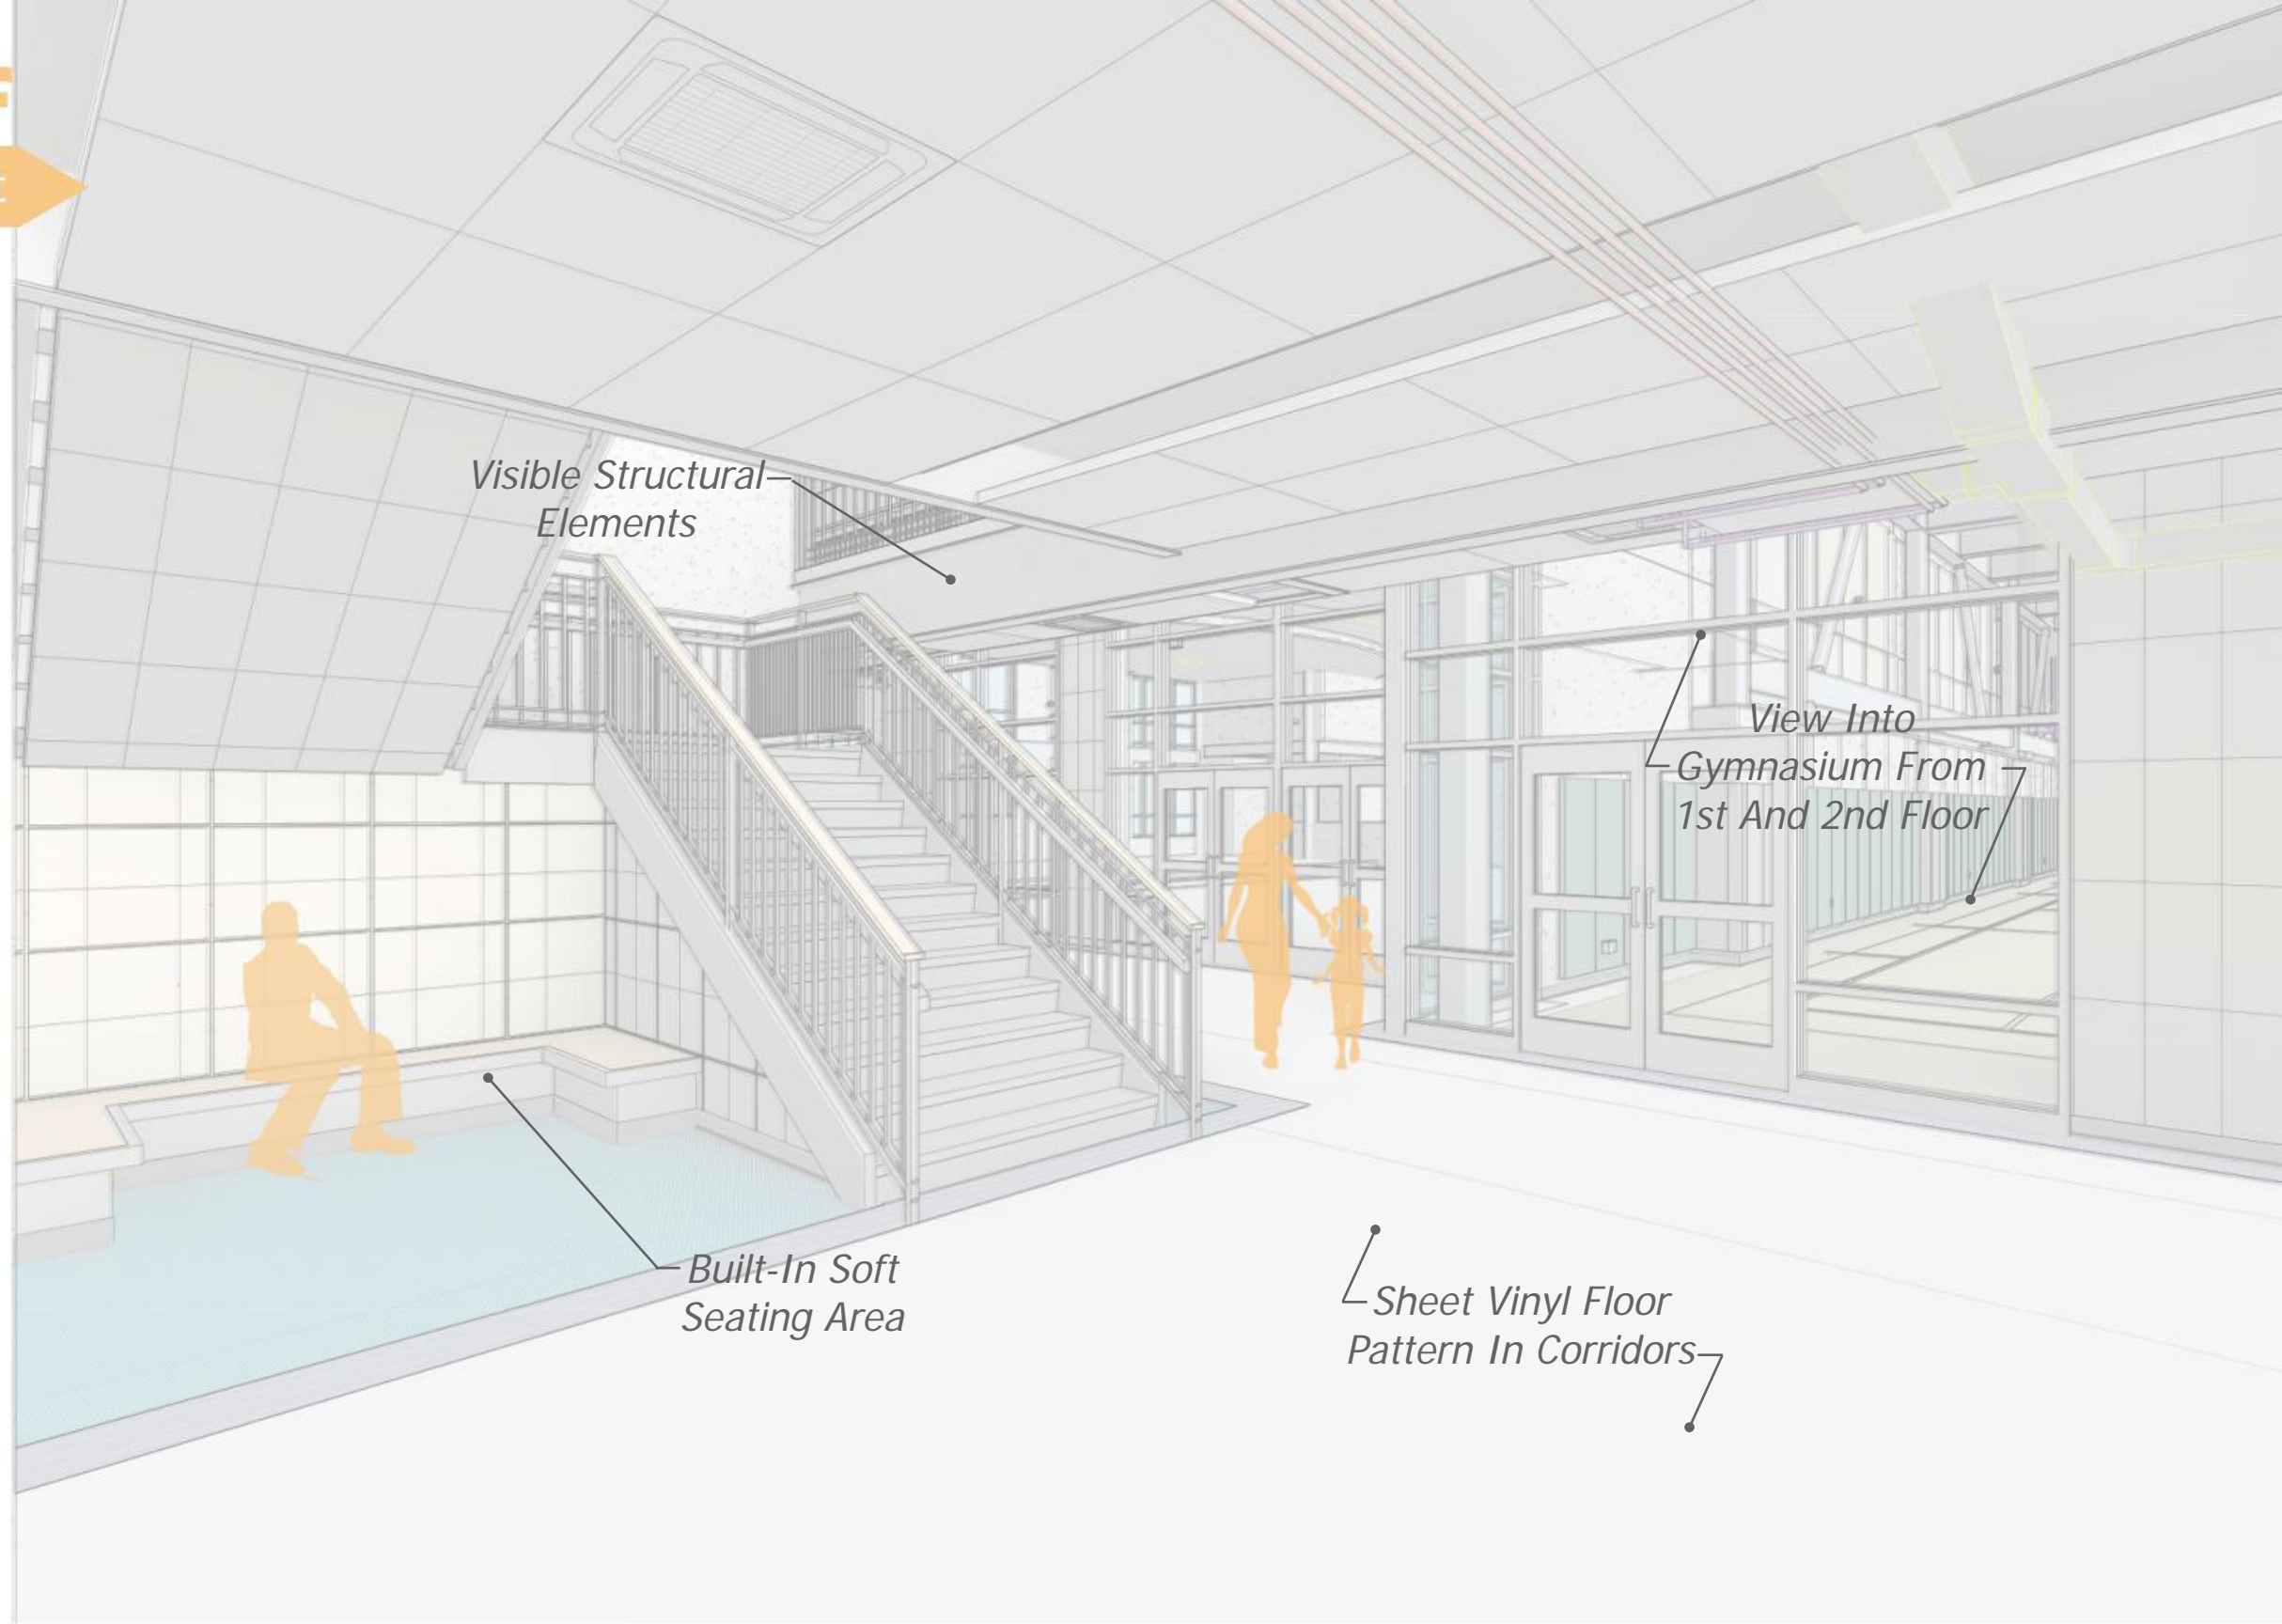 Visible Structural
Elements
View Into
Gymnasium From
1st And 2nd Floor
Built-In Soft
Seating Area
Sheet Vinyl Floor
Pattern In Corridors